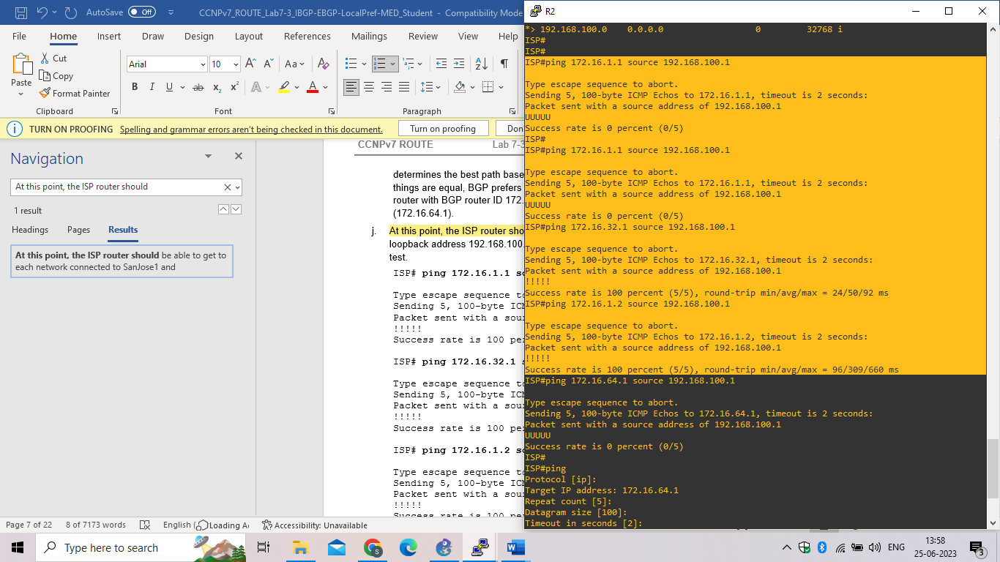 AutoSave Off
CCNPv7_ROUTE_Lab7-3_IBGP-EBGP-LocalPref-MED_Student - Compatibility Mode
File Home Insert Draw Design Layout References Mailings Review View Help
Paste
Cut
Copy
Format Painter
Clipboard
Arial 10
Aa
B I U ab x₂ x²
A A
Font
Paragraph
TURN ON PROOFING Spelling and grammar errors aren't being checked in this document. Turn on proofing Don'
Navigation
At this point, the ISP router should
1 result
Headings Pages Results
At this point, the ISP router should be able to get to
each network connected to SanJose1 and
CCNPv7 ROUTE Lab 7-3
determines the best path base
things are equal, BGP prefers
router with BGP router ID 172.
(172.16.64.1).
j. At this point, the ISP router sho
loopback address 192.168.100.
test.
ISP# ping 172.16.1.1 so
Type escape sequence to
Sending 5, 100-byte ICM
Packet sent with a sour
!!!!!
Success rate is 100 per
ISP# ping 172.16.32.1 s
Type escape sequence to
Sending 5, 100-byte ICM
Packet sent with a sour
!!!!!
Success rate is 100 per
ISP# ping 172.16.1.2 so
Type escape sequence to
Sending 5, 100-byte ICM
Packet sent with a sour
!!!!!
Success rate is 100 per
Page 7 of 22 8 of 7173 words English ( Loading A Accessibility: Unavailable
R2
*> 192.168.100.0 0.0.0.0 0 32768 i
ISP#
ISP#
ISP#ping 172.16.1.1 source 192.168.100.1
Type escape sequence to abort.
Sending 5, 100-byte ICMP Echos to 172.16.1.1, timeout is 2 seconds:
Packet sent with a source address of 192.168.100.1
UUUUU
Success rate is 0 percent (0/5)
ISP#
ISP#ping 172.16.1.1 source 192.168.100.1
Type escape sequence to abort.
Sending 5, 100-byte ICMP Echos to 172.16.1.1, timeout is 2 seconds:
Packet sent with a source address of 192.168.100.1
UUUUU
Success rate is 0 percent (0/5)
ISP#ping 172.16.32.1 source 192.168.100.1
Type escape sequence to abort.
Sending 5, 100-byte ICMP Echos to 172.16.32.1, timeout is 2 seconds:
Packet sent with a source address of 192.168.100.1
!!!!!
Success rate is 100 percent (5/5), round-trip min/avg/max = 24/50/92 ms
ISP#ping 172.16.1.2 source 192.168.100.1
Type escape sequence to abort.
Sending 5, 100-byte ICMP Echos to 172.16.1.2, timeout is 2 seconds:
Packet sent with a source address of 192.168.100.1
!!!!!
Success rate is 100 percent (5/5), round-trip min/avg/max = 96/309/660 ms
ISP#ping 172.16.64.1 source 192.168.100.1
Type escape sequence to abort.
Sending 5, 100-byte ICMP Echos to 172.16.64.1, timeout is 2 seconds:
Packet sent with a source address of 192.168.100.1
UUUUU
Success rate is 0 percent (0/5)
ISP#
ISP#ping
Protocol [ip]:
Target IP address: 172.16.64.1
Repeat count [5]:
Datagram size [100]:
Timeout in seconds [2]:
Type here to search
ENG
13:58
25-06-2023
3